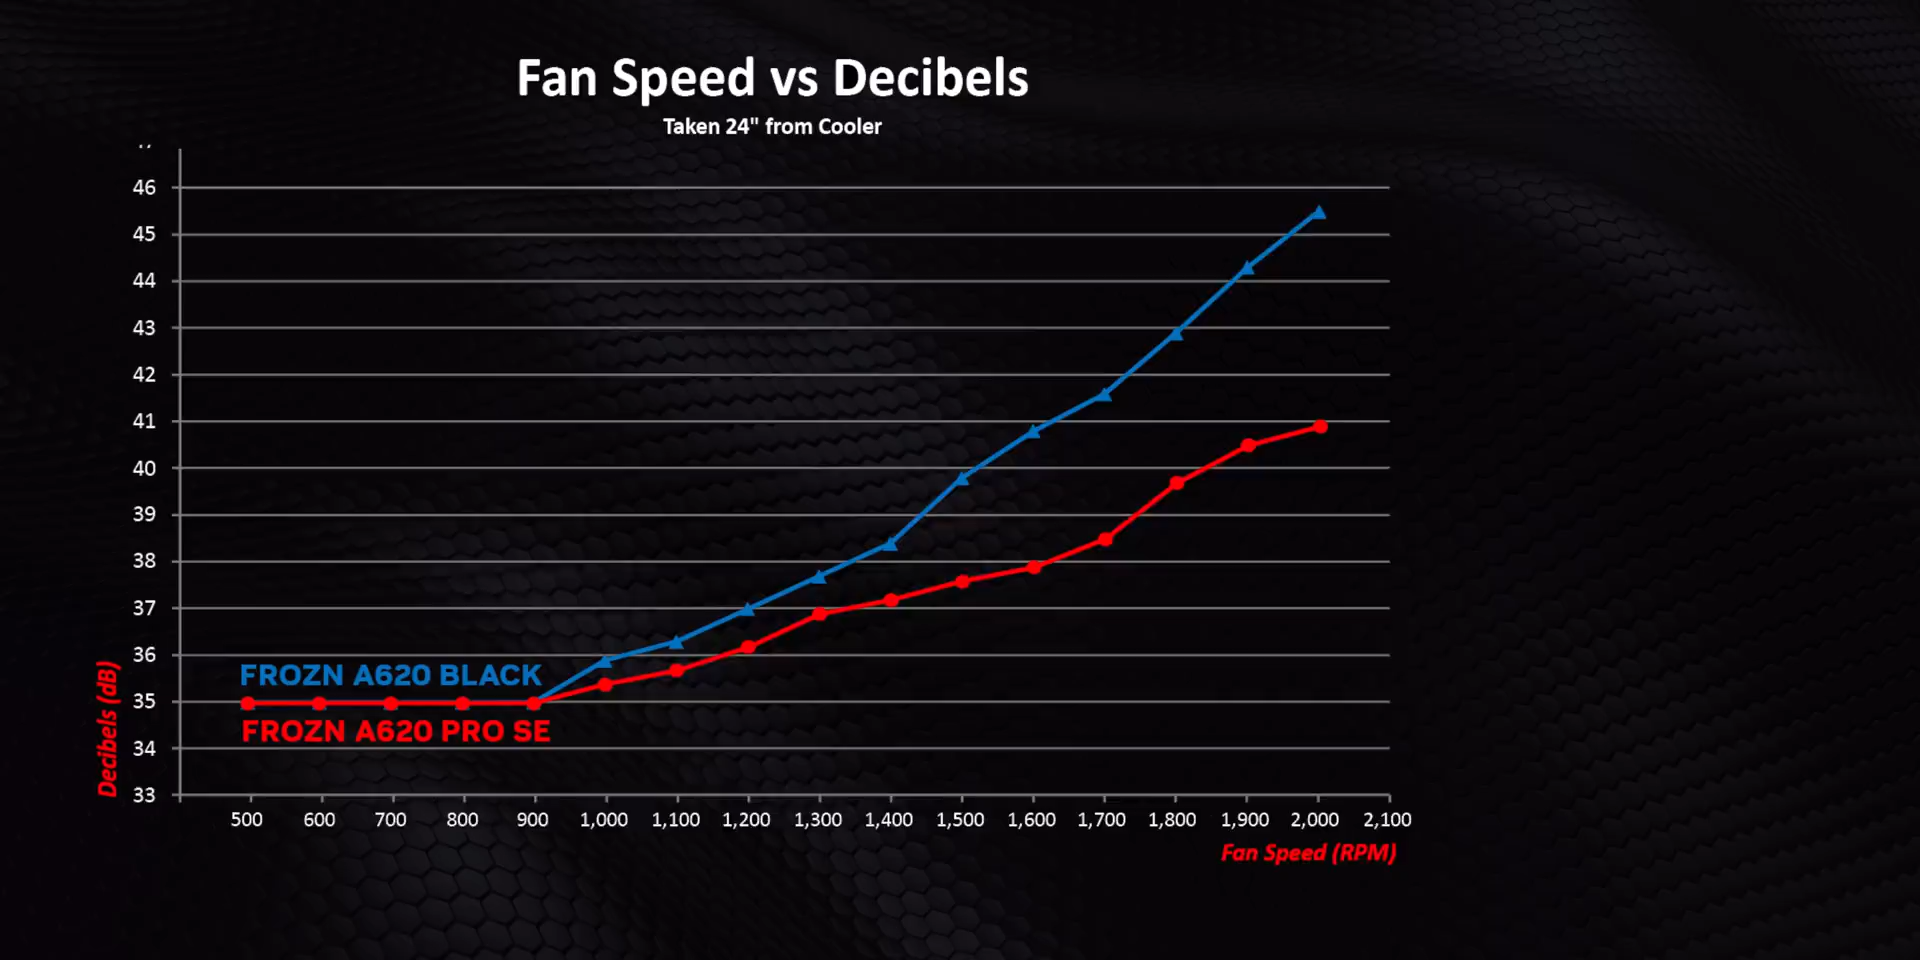 Fan Speed vs Decibels
Taken 24" from Cooler
46
45
44
43
42
41
40
39
38
37
36
35
34
33
Decibels (dB)
FROZN A620 BLACK
FROZN A620 PRO SE
500 600 700 800 900 1,000 1,100 1,200 1,300 1,400 1,500 1,600 1,700 1,800 1,900 2,000 2,100
Fan Speed (RPM)